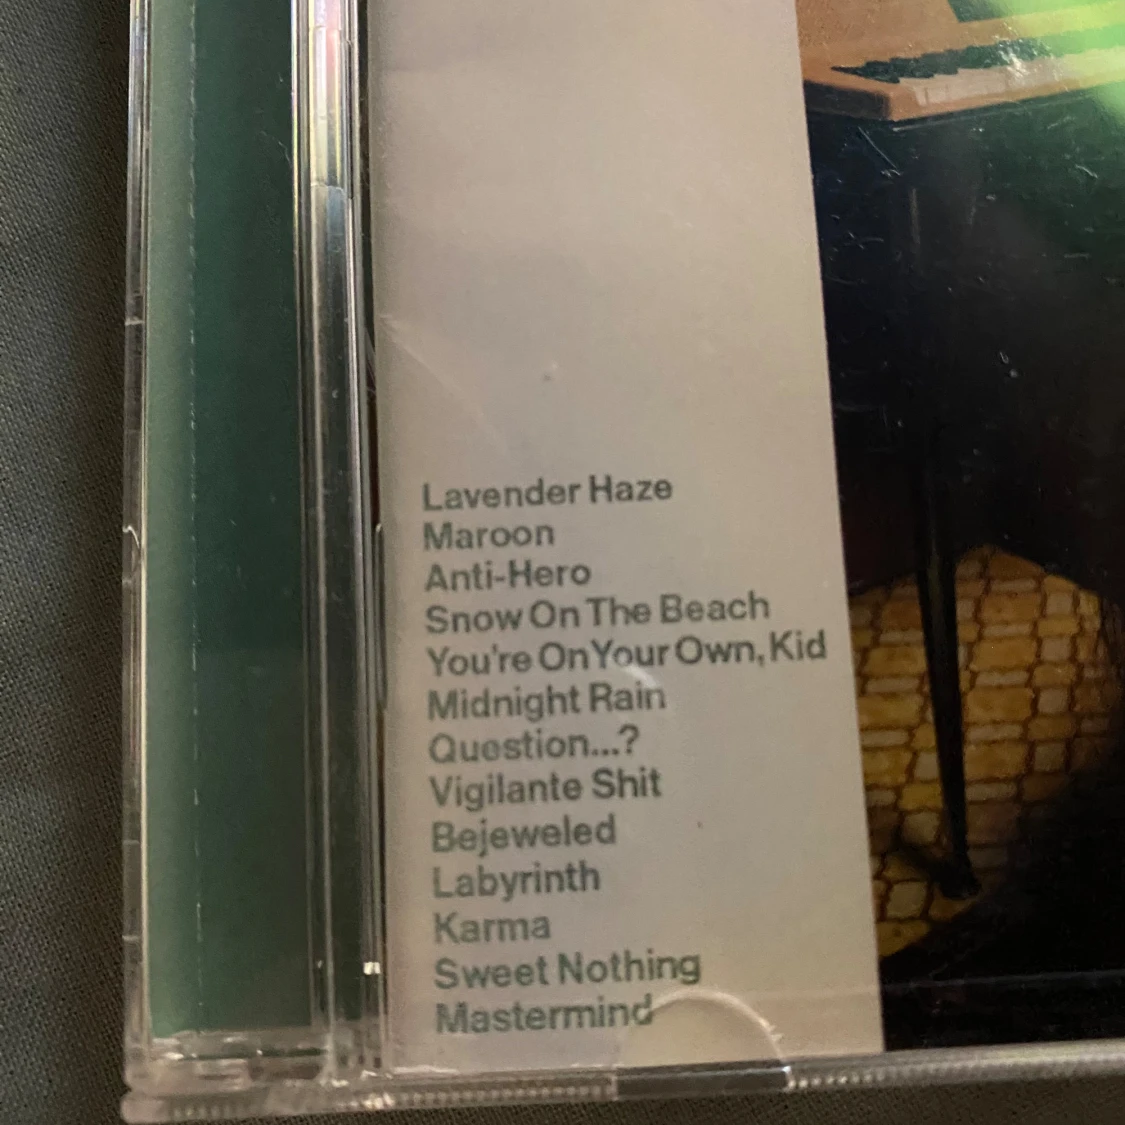 Lavender Haze
Maroon
Anti-Hero
Snow On The Beach
You're On Your Own, Kid
Midnight Rain
Question...?
Vigilante Shit
Bejeweled
Labyrinth
Karma
Sweet Nothing
Mastermind